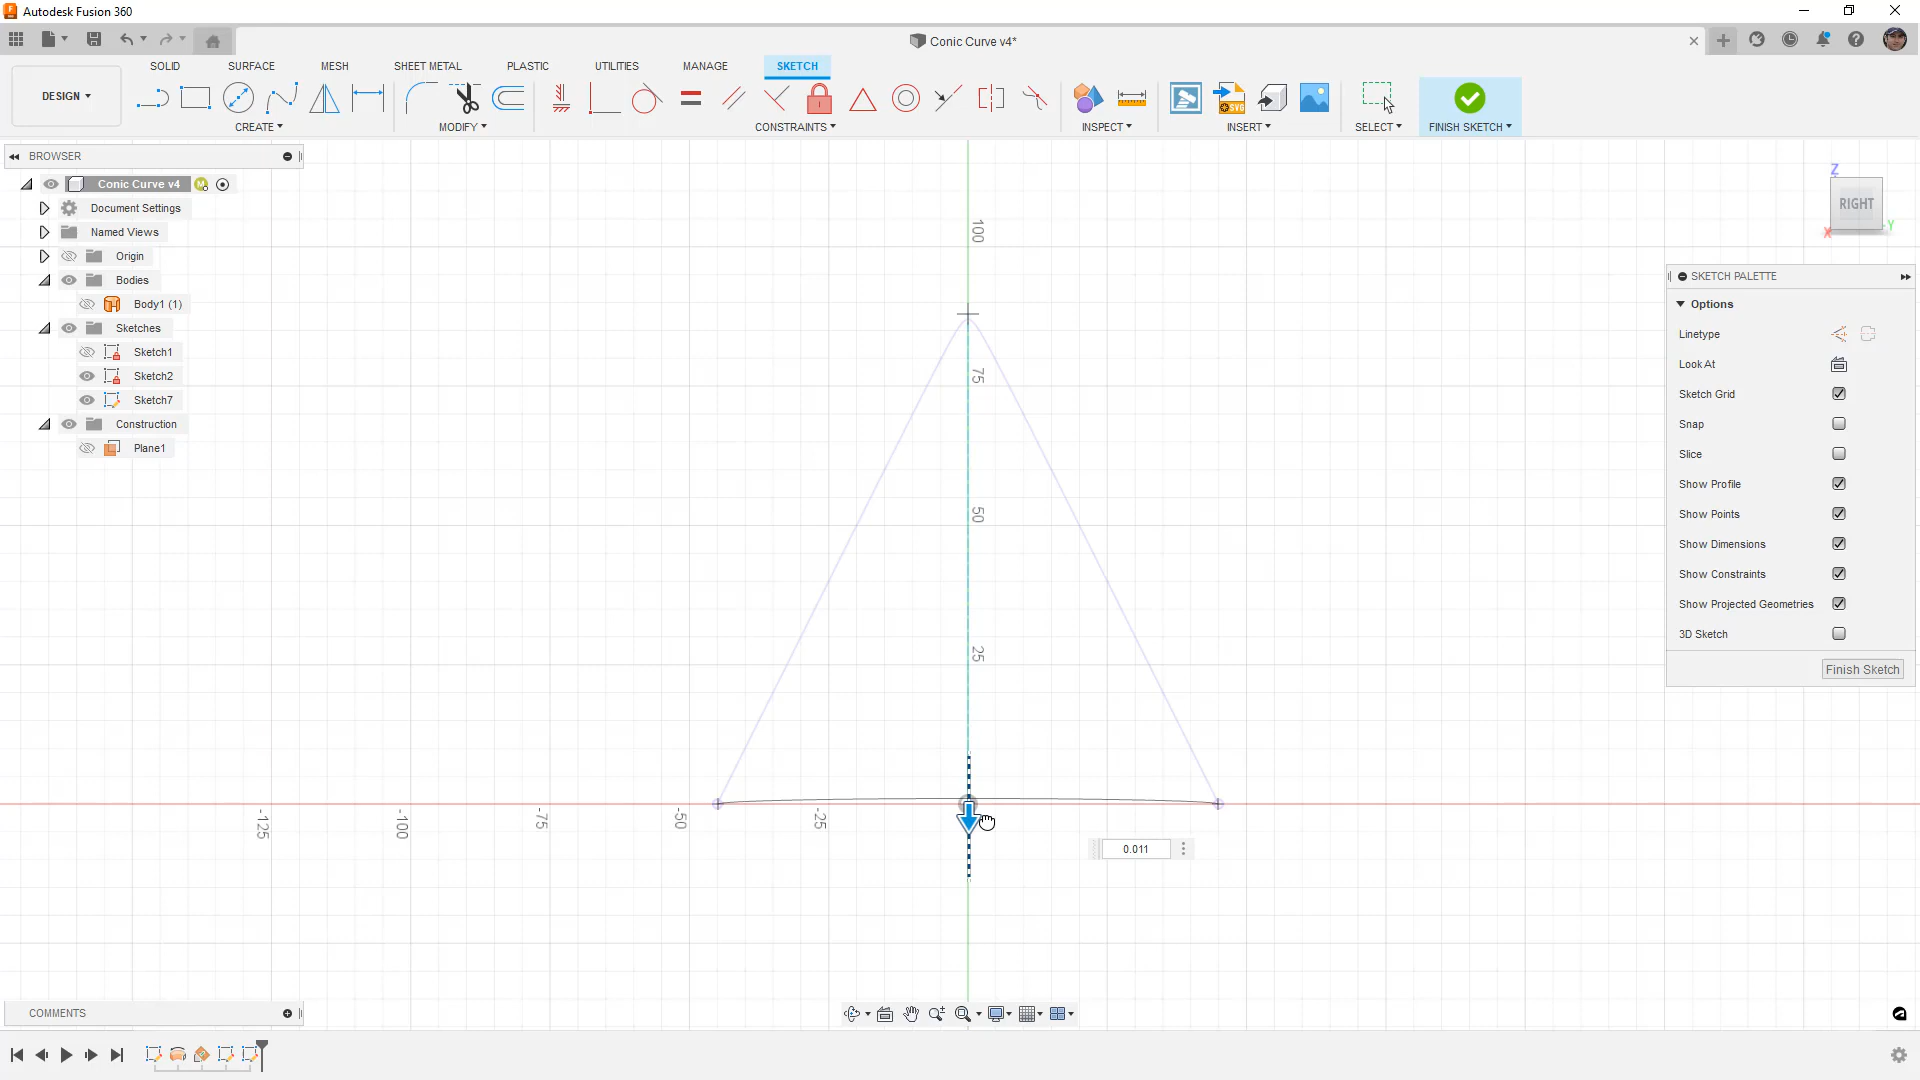 Autodesk Fusion 360
Conic Curve v4*
DESIGN
SOLID
SURFACE
MESH
SHEET METAL
PLASTIC
UTILITIES
MANAGE
SKETCH
CREATE
MODIFY
CONSTRAINTS
INSPECT
INSERT
SELECT
FINISH SKETCH
SVG
BROWSER
Conic Curve v4
M
Document Settings
Named Views
Origin
Bodies
Body1 (1)
Sketches
Sketch1
Sketch2
Sketch7
Construction
Plane1
100
75
50
25
-125
-100
-75
-50
-25
0.011
Z
RIGHT
X
Y
SKETCH PALETTE
Options
Linetype
Look At
Sketch Grid
Snap
Slice
Show Profile
Show Points
Show Dimensions
Show Constraints
Show Projected Geometries
3D Sketch
Finish Sketch
COMMENTS